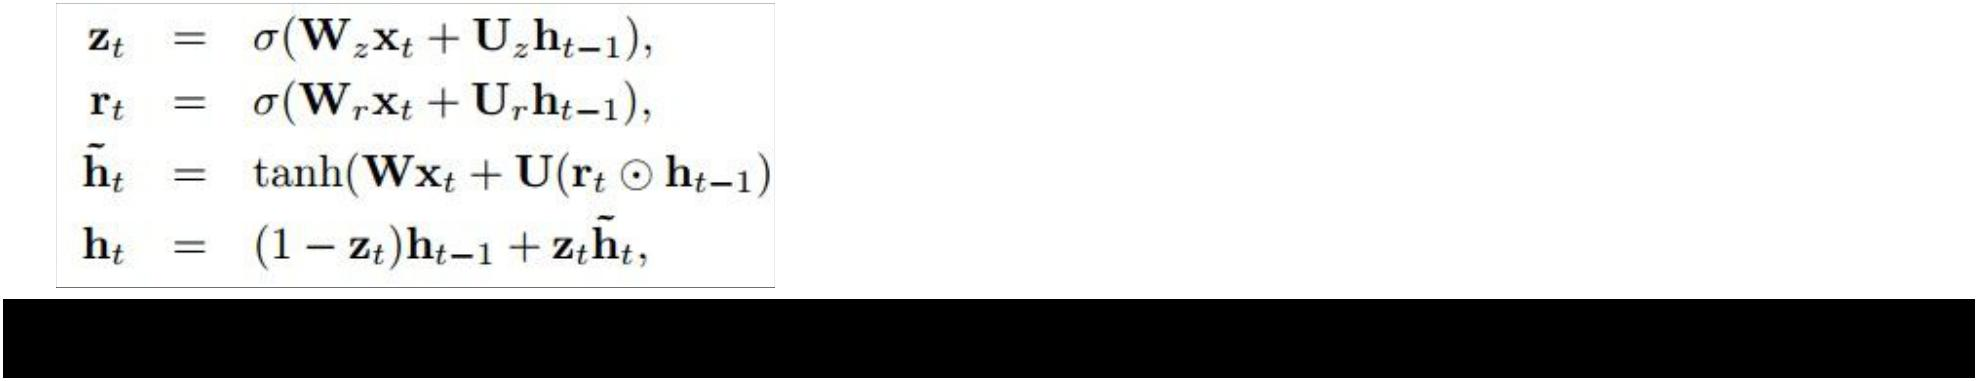 z_t = σ(W_z x_t + U_z h_{t−1}),
r_t = σ(W_r x_t + U_r h_{t−1}),
h̃_t = tanh(Wx_t + U(r_t ⊙ h_{t−1})
h_t = (1 − z_t)h_{t−1} + z_t h̃_t,